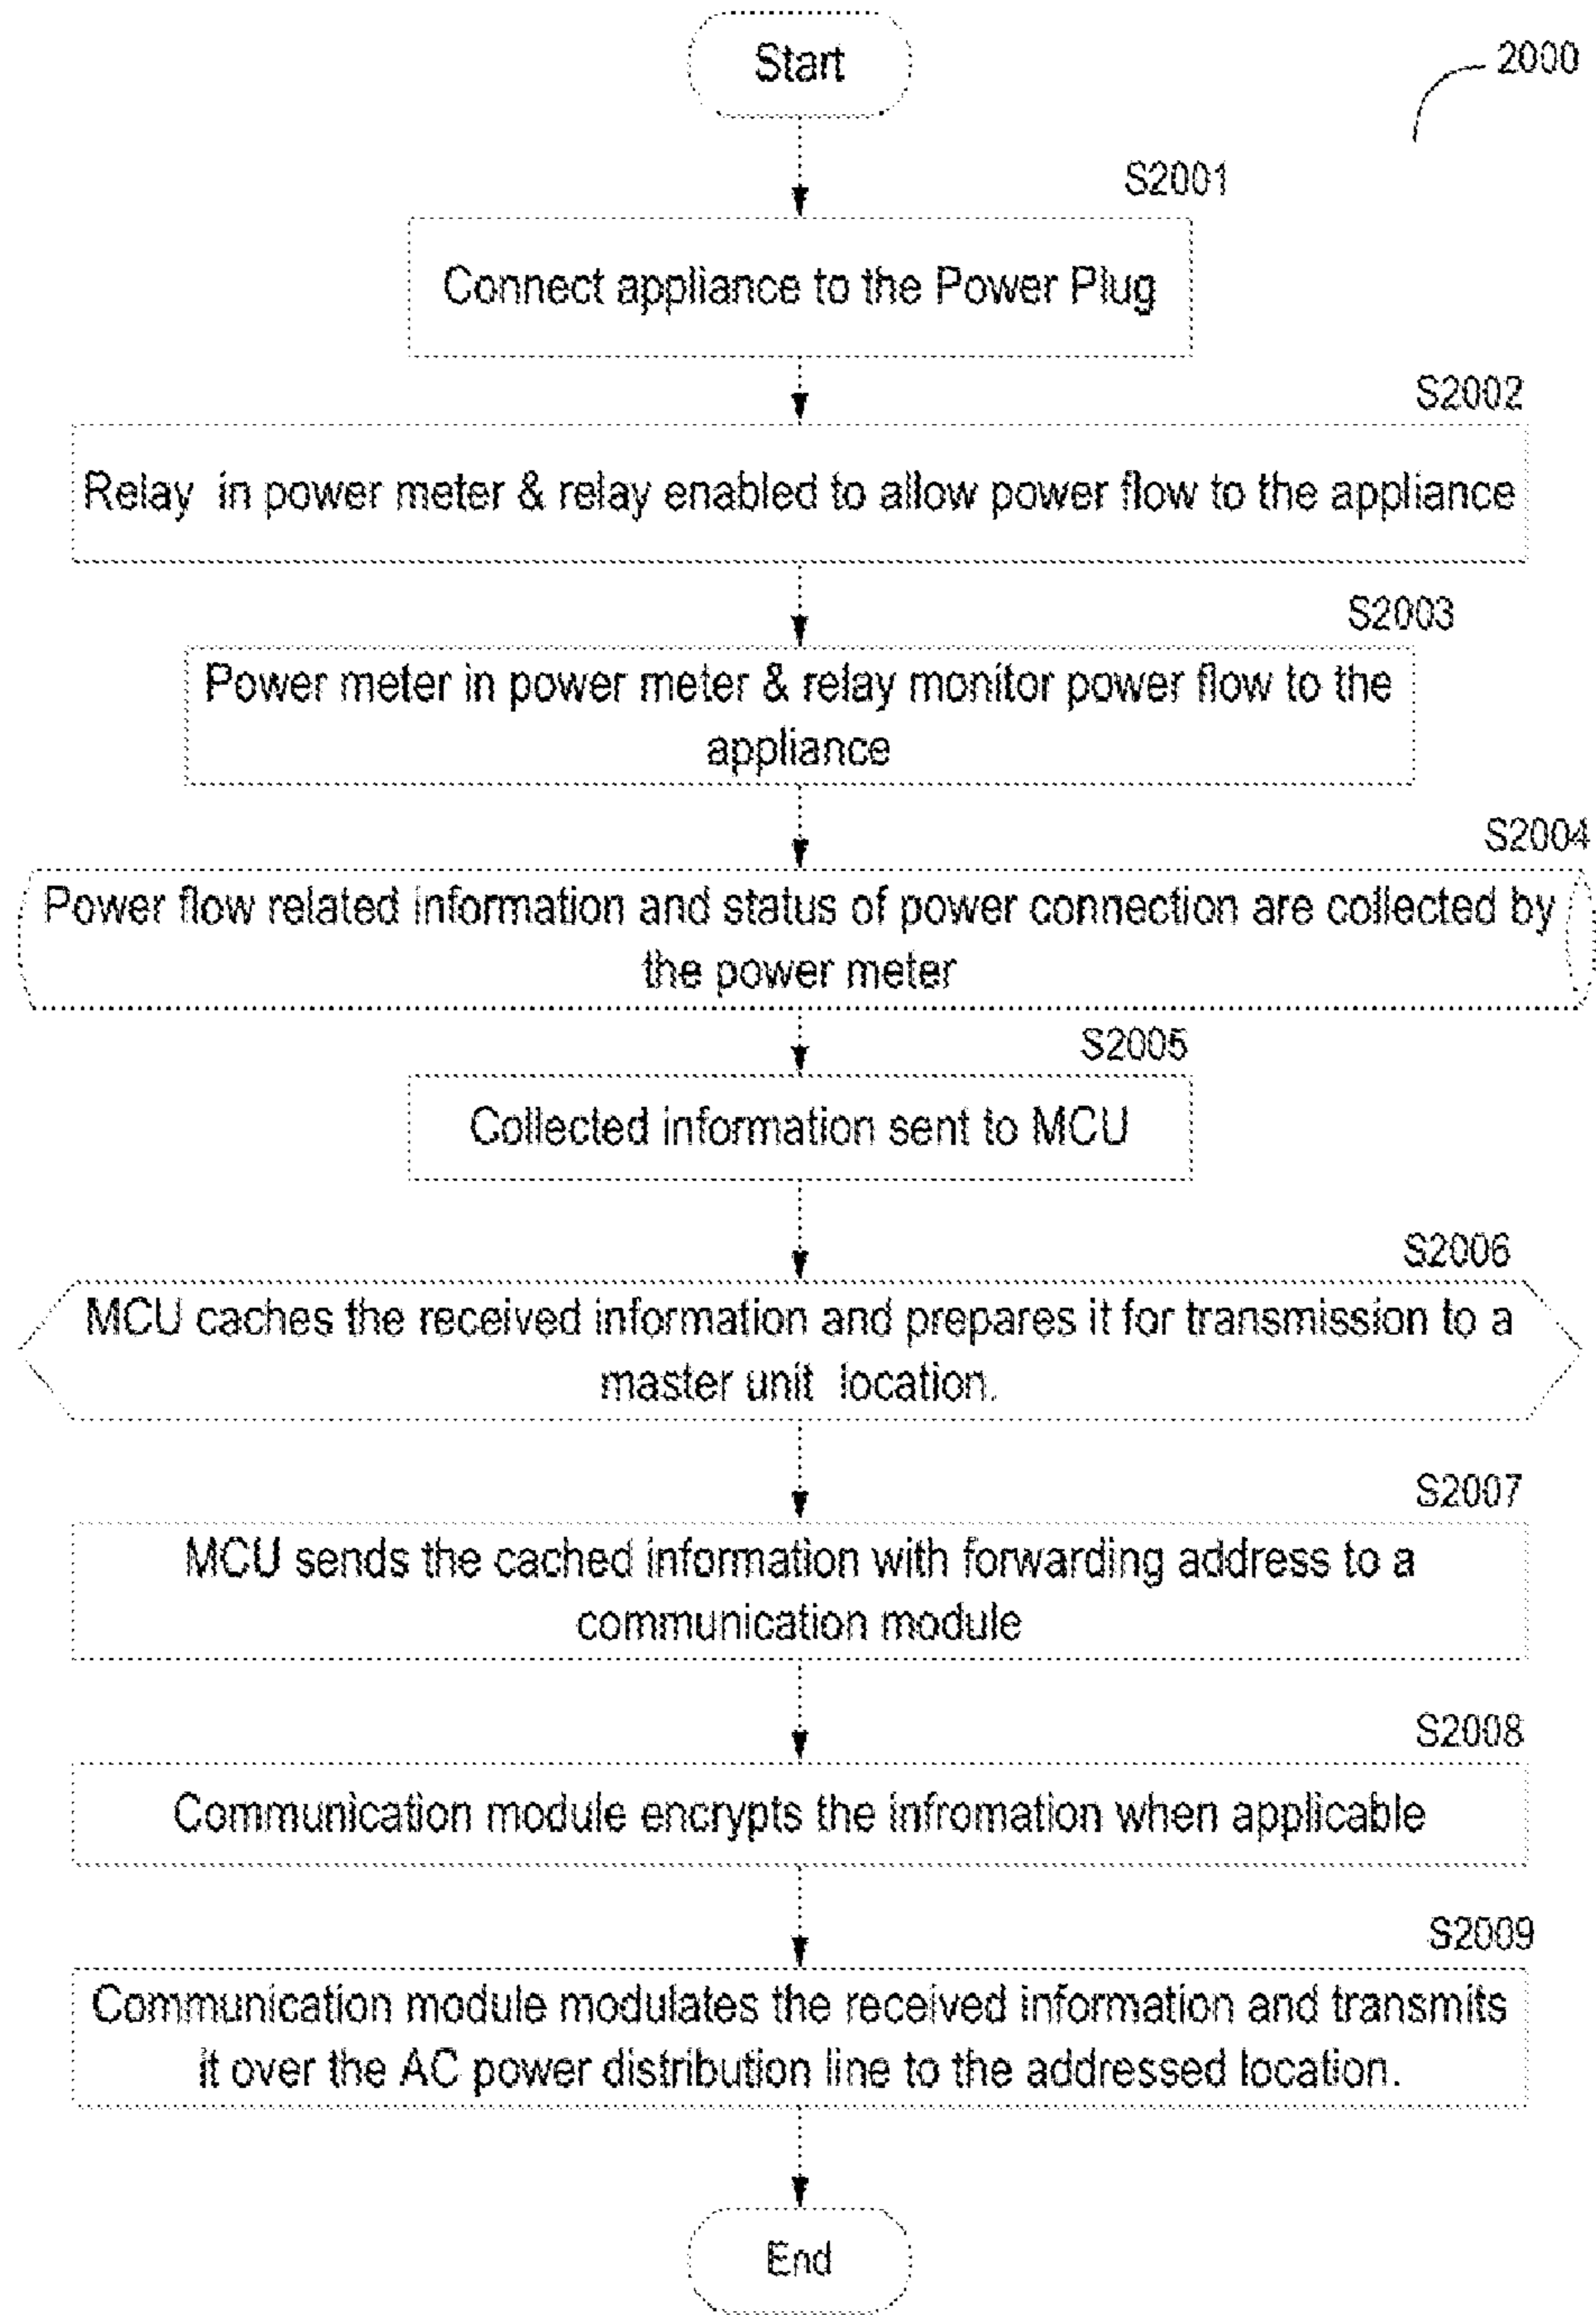 Start
2000
S2001
Connect appliance to the Power Plug
S2002
Relay in power meter & relay enabled to allow power flow to the appliance
S2003
Power meter in power meter & relay monitor power flow to the
appliance
S2004
Power flow related information and status of power connection are collected by
the power meter
S2005
Collected information sent to MCU
S2006
MCU caches the received information and prepares it for transmission to a
master unit location.
S2007
MCU sends the cached information with forwarding address to a
communication module
S2008
Communication module encrypts the infromation when applicable
S2009
Communication module modulates the received information and transmits
it over the AC power distribution line to the addressed location.
End